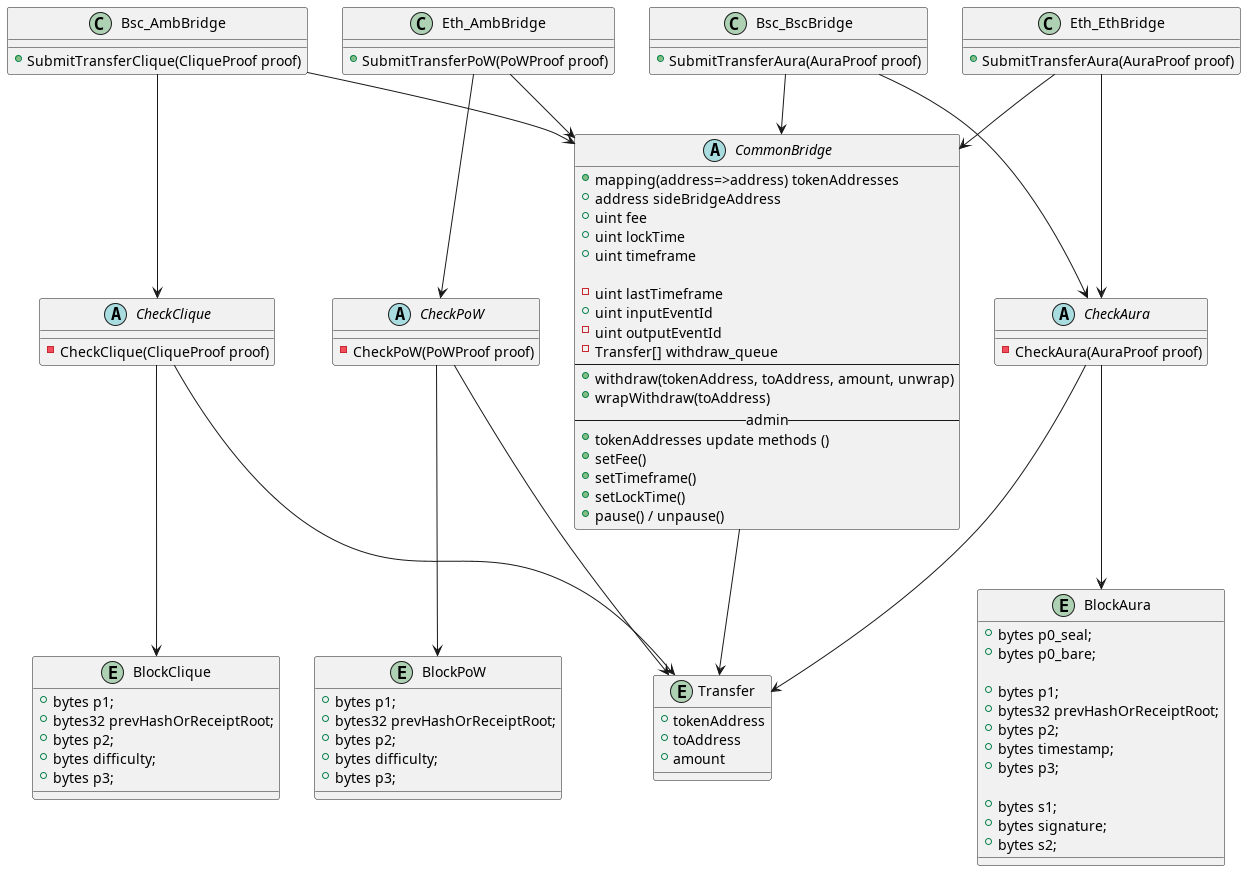 C Bsc_AmbBridge
SubmitTransferClique(CliqueProof proof)
C Eth_AmbBridge
SubmitTransferPoW(PoWProof proof)
C Bsc_BscBridge
SubmitTransferAura(AuraProof proof)
C Eth_EthBridge
SubmitTransferAura(AuraProof proof)
A CommonBridge
mapping(address=>address) tokenAddresses
address sideBridgeAddress
uint fee
uint lockTime
uint timeframe
uint lastTimeframe
uint inputEventId
uint outputEventId
Transfer[] withdraw_queue
withdraw(tokenAddress, toAddress, amount, unwrap)
wrapWithdraw(toAddress)
admin
tokenAddresses update methods ()
setFee()
setTimeframe()
setLockTime()
pause() / unpause()
A CheckClique
CheckClique(CliqueProof proof)
A CheckPoW
CheckPoW(PoWProof proof)
A CheckAura
CheckAura(AuraProof proof)
E BlockClique
bytes p1;
bytes32 prevHashOrReceiptRoot;
bytes p2;
bytes difficulty;
bytes p3;
E BlockPoW
bytes p1;
bytes32 prevHashOrReceiptRoot;
bytes p2;
bytes difficulty;
bytes p3;
E Transfer
tokenAddress
toAddress
amount
E BlockAura
bytes p0_seal;
bytes p0_bare;
bytes p1;
bytes32 prevHashOrReceiptRoot;
bytes p2;
bytes timestamp;
bytes p3;
bytes s1;
bytes signature;
bytes s2;